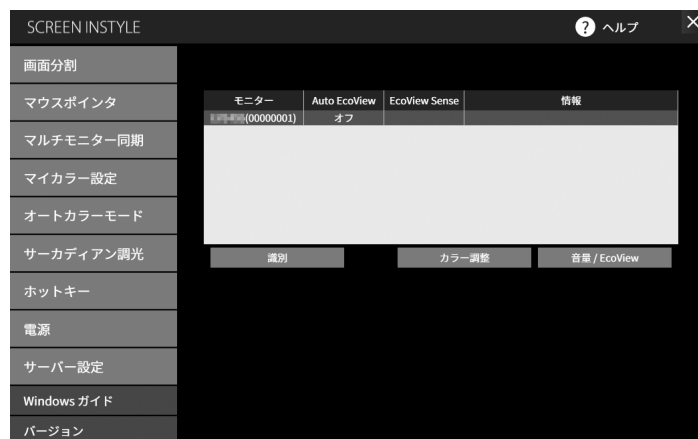 SCREEN INSTYLE
? ヘルプ
画面分割
マウスポインタ
マルチモニター同期
マイカラー設定
オートカラーモード
サーカディアン調光
ホットキー
電源
サーバー設定
Windows ガイド
バージョン
モニター Auto EcoView EcoView Sense 情報
(00000001) オフ
識別 カラー調整 音量 / EcoView